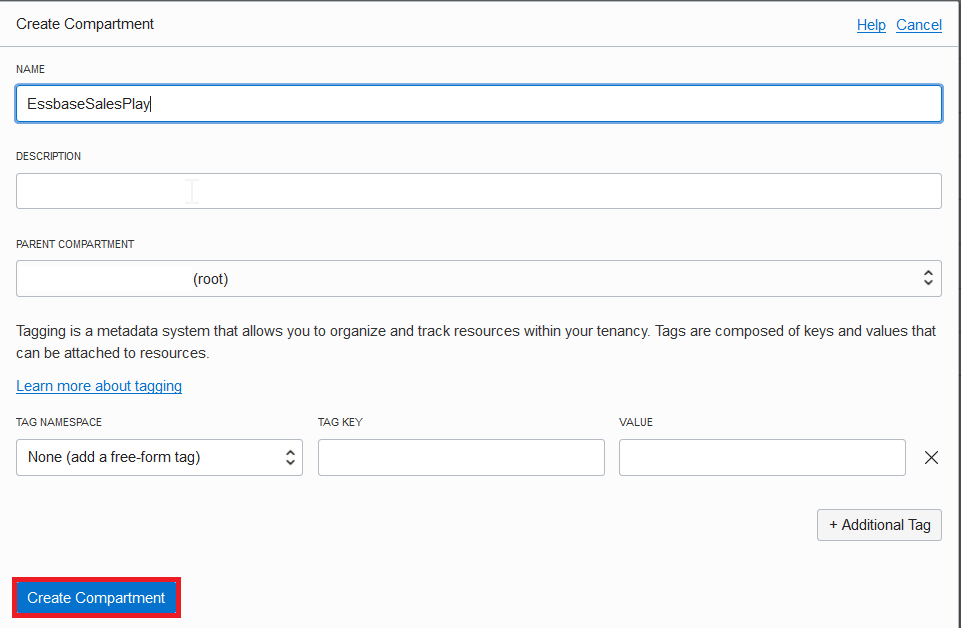 Create Compartment
Help Cancel
NAME
EssbaseSalesPlay
DESCRIPTION
PARENT COMPARTMENT
(root)
Tagging is a metadata system that allows you to organize and track resources within your tenancy. Tags are composed of keys and values that
can be attached to resources.
Learn more about tagging
TAG NAMESPACE TAG KEY VALUE
None (add a free-form tag)
+ Additional Tag
Create Compartment